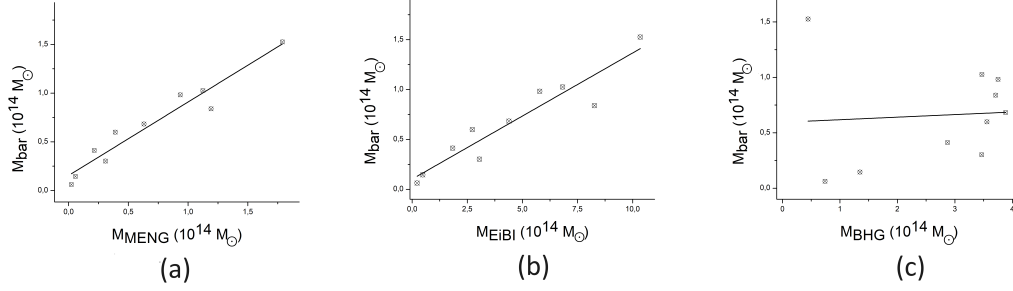 1,5
1,0
0,5
0,0
Mbar (10^14 M⊙)
0,0 0,5 1,0 1,5
M_MENG (10^14 M⊙)
(a)
1,5
1,0
0,5
0,0
Mbar (10^14 M⊙)
0,0 2,5 5,0 7,5 10,0
M_EiBI (10^14 M⊙)
(b)
1,5
1,0
0,5
0,0
Mbar (10^14 M⊙)
0 1 2 3 4
M_BHG (10^14 M⊙)
(c)